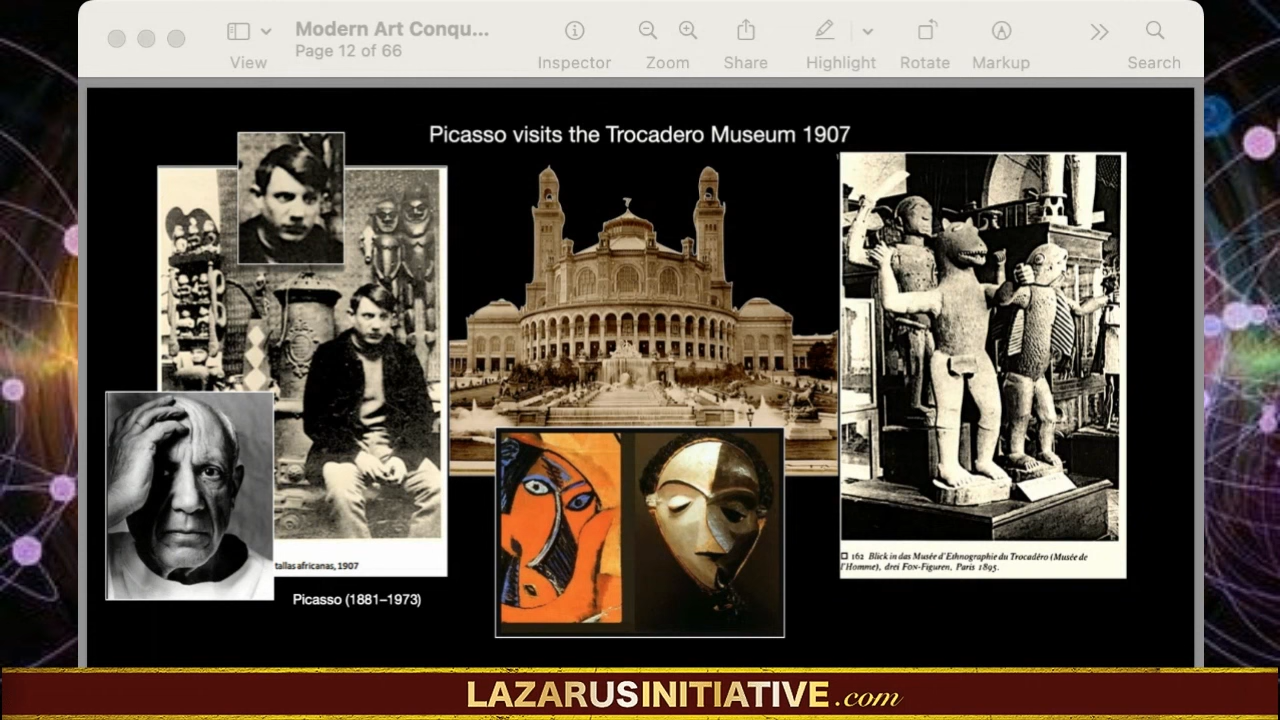 Modern Art Conqu...
Page 12 of 66
View
Inspector
Zoom
Share
Highlight
Rotate
Markup
Search
Picasso visits the Trocadero Museum 1907
tallas africanas, 1907
Picasso (1881–1973)
162 Blick in das Musée d'Ethnographie du Trocadéro (Musée de
l'Homme), drei Fon-Figuren, Paris 1895.
LAZARUSINITIATIVE.com